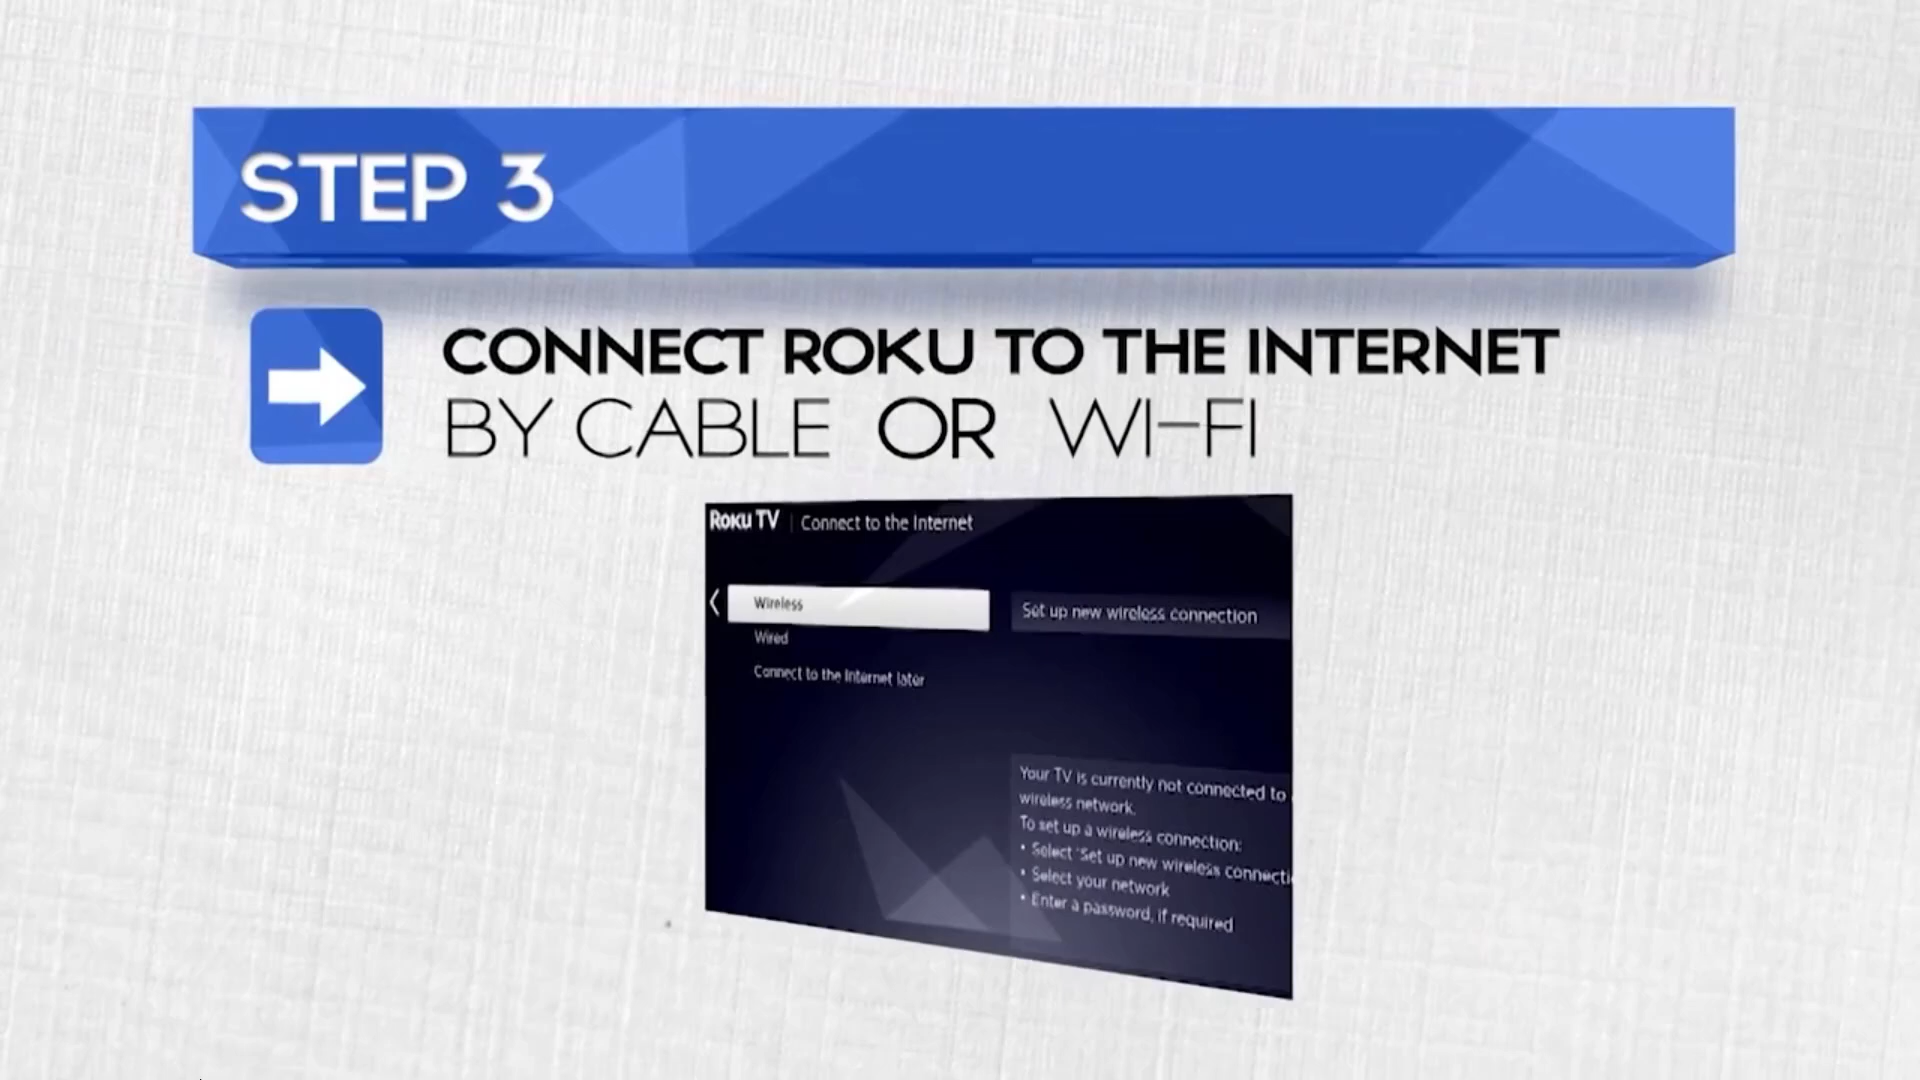 STEP 3
CONNECT ROKU TO THE INTERNET
BY CABLE OR WI-FI
Roku TV | Connect to the Internet
Wireless
Set up new wireless connection
Wired
Connect to the Internet later
Your TV is currently not connected to
wireless network.
To set up a wireless connection:
• Select "Set up new wireless connecti
• Select your network
• Enter a password, if required